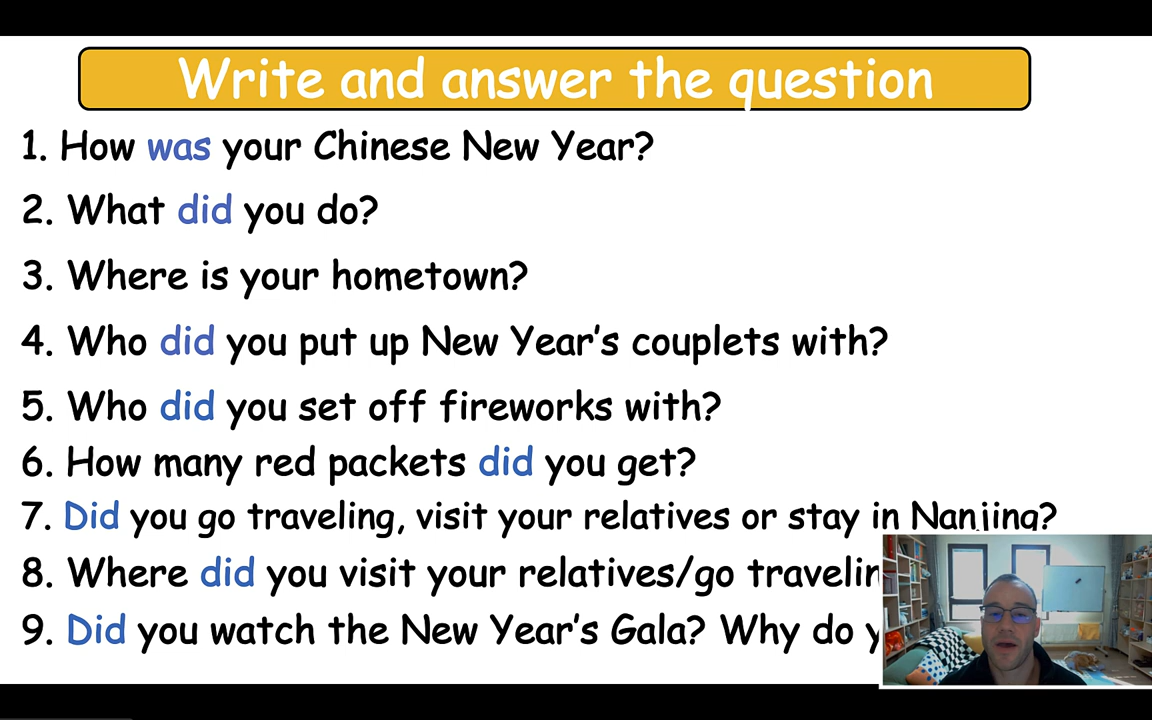 Write and answer the question
1. How was your Chinese New Year?
2. What did you do?
3. Where is your hometown?
4. Who did you put up New Year's couplets with?
5. Who did you set off fireworks with?
6. How many red packets did you get?
7. Did you go traveling, visit your relatives or stay in Nanjing?
8. Where did you visit your relatives/go
9. Did you watch the New Year's Gala? Why do